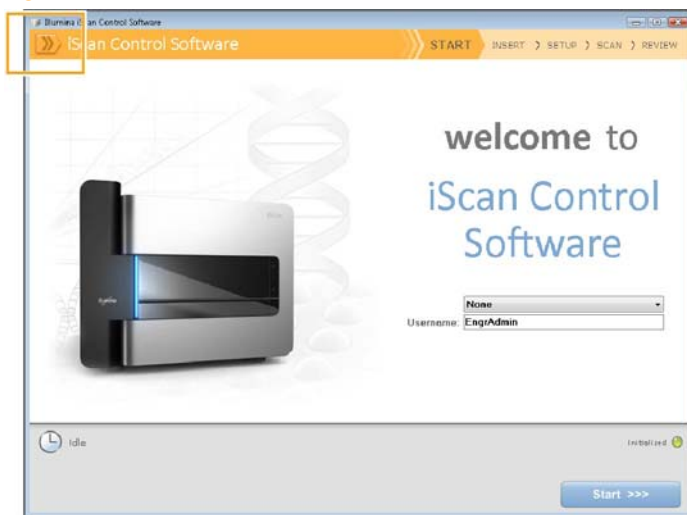 Illumina iScan Control Software
iScan Control Software
START INSERT SETUP SCAN REVIEW
welcome to
iScan Control
Software
None
Username: EngrAdmin
Idle
Initialized
Start >>>